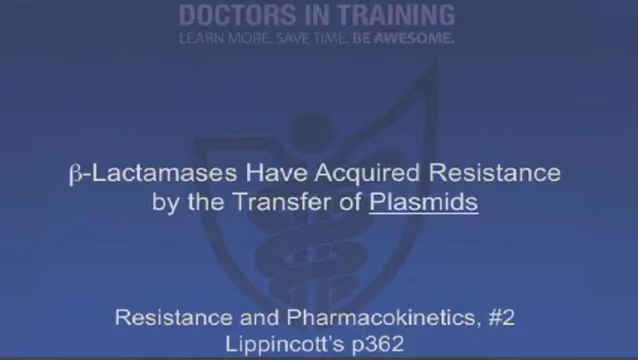 DOCTORS IN TRAINING
LEARN MORE. SAVE TIME. BE AWESOME.
β-Lactamases Have Acquired Resistance
by the Transfer of Plasmids
Resistance and Pharmacokinetics, #2
Lippincott's p362